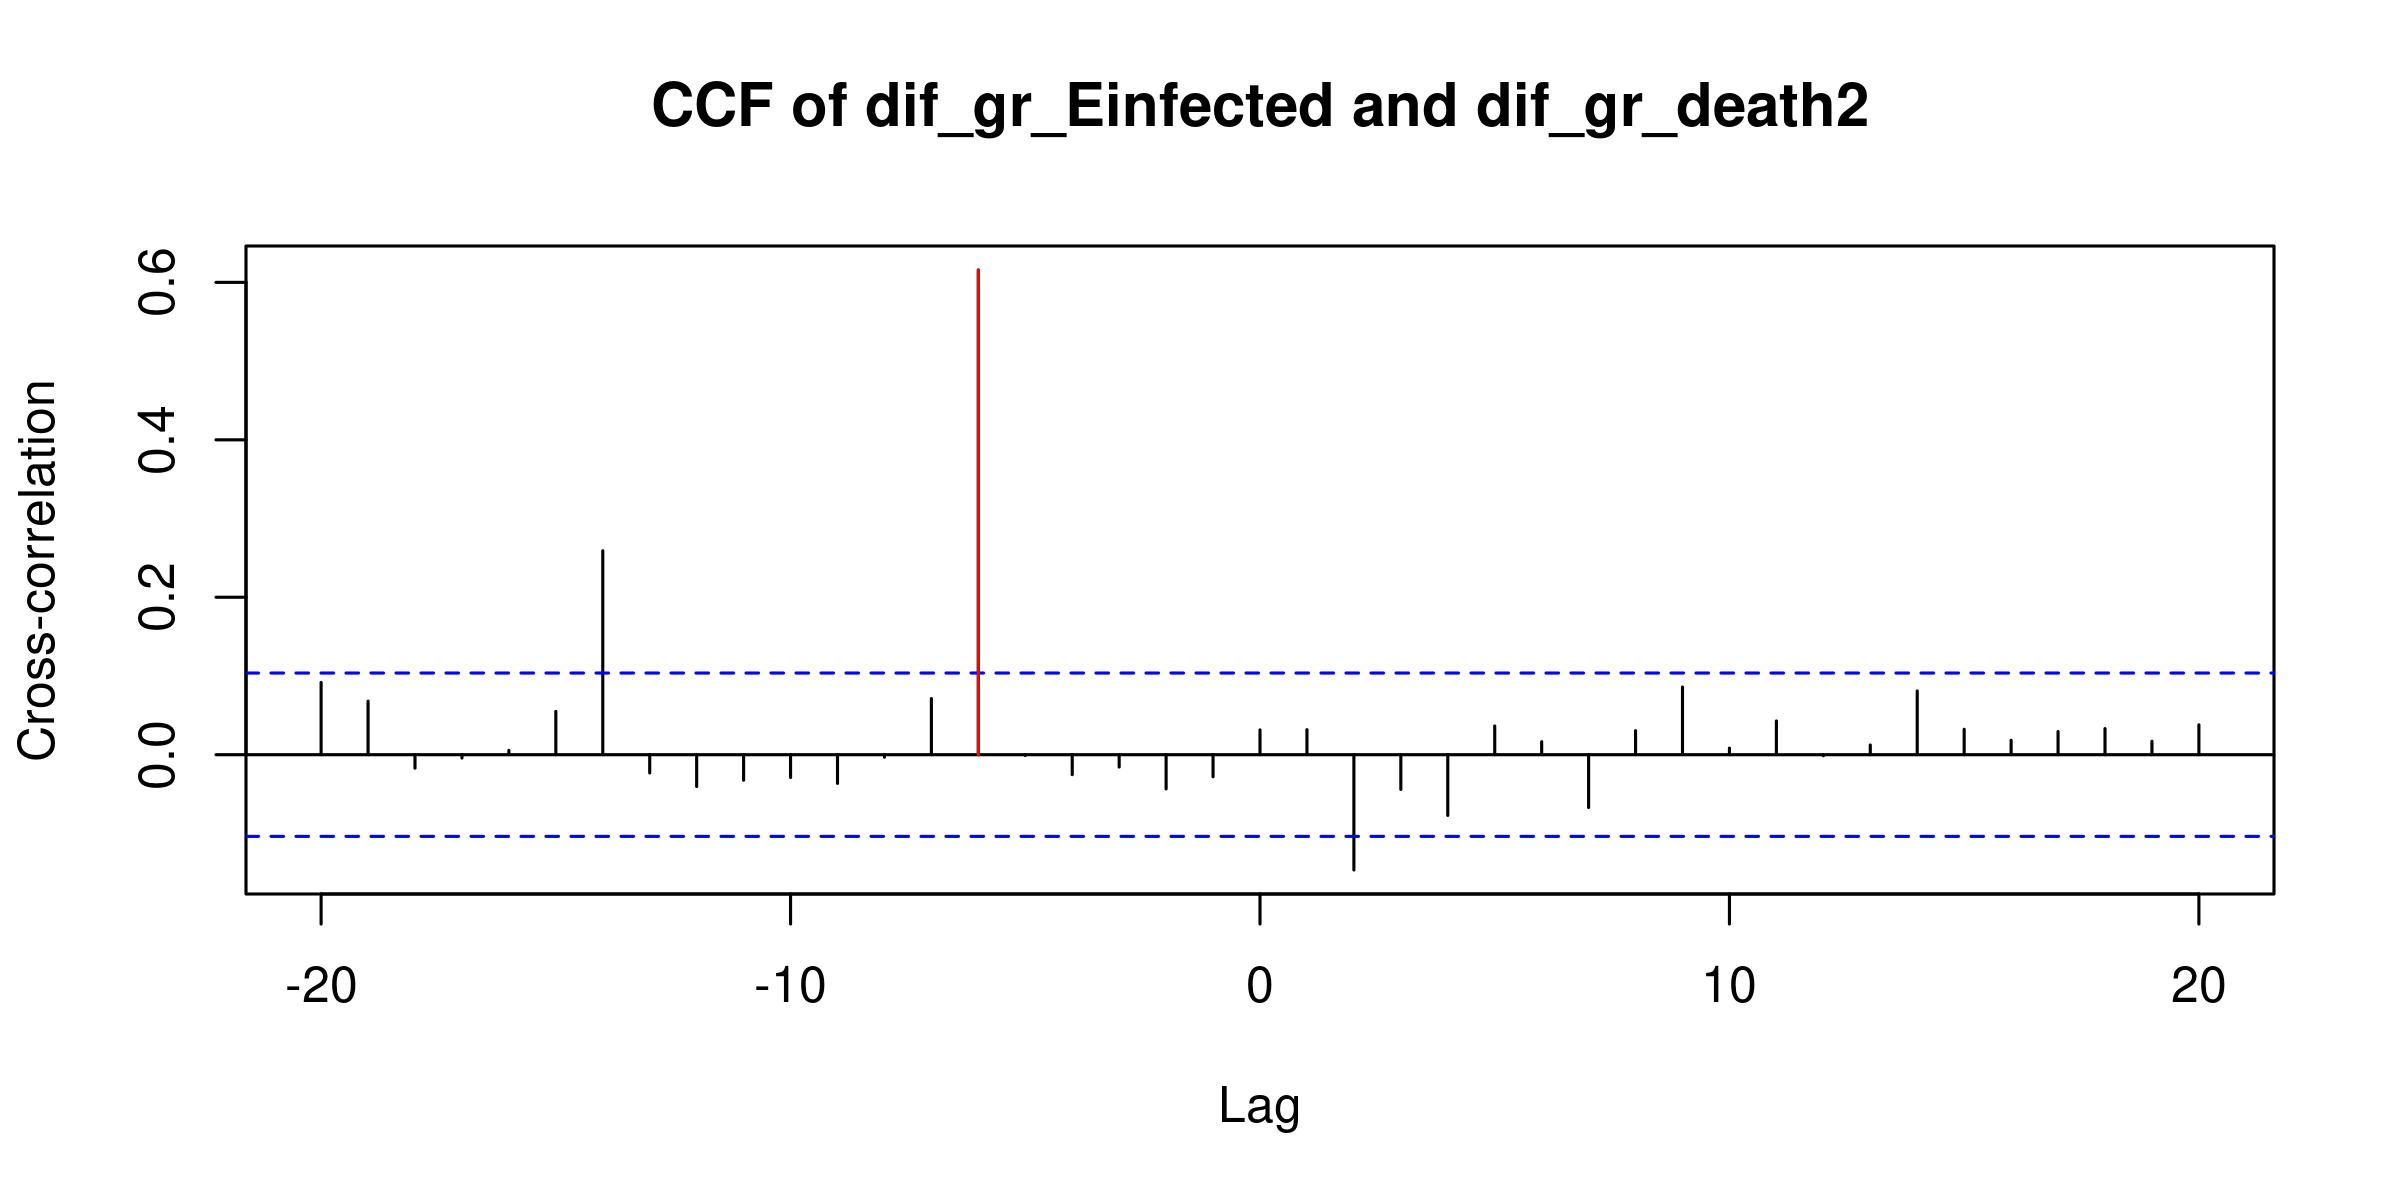 CCF of dif_gr_Einfected and dif_gr_death2
Cross-correlation
0.6
0.4
0.2
0.0
-20 -10 0 10 20
Lag